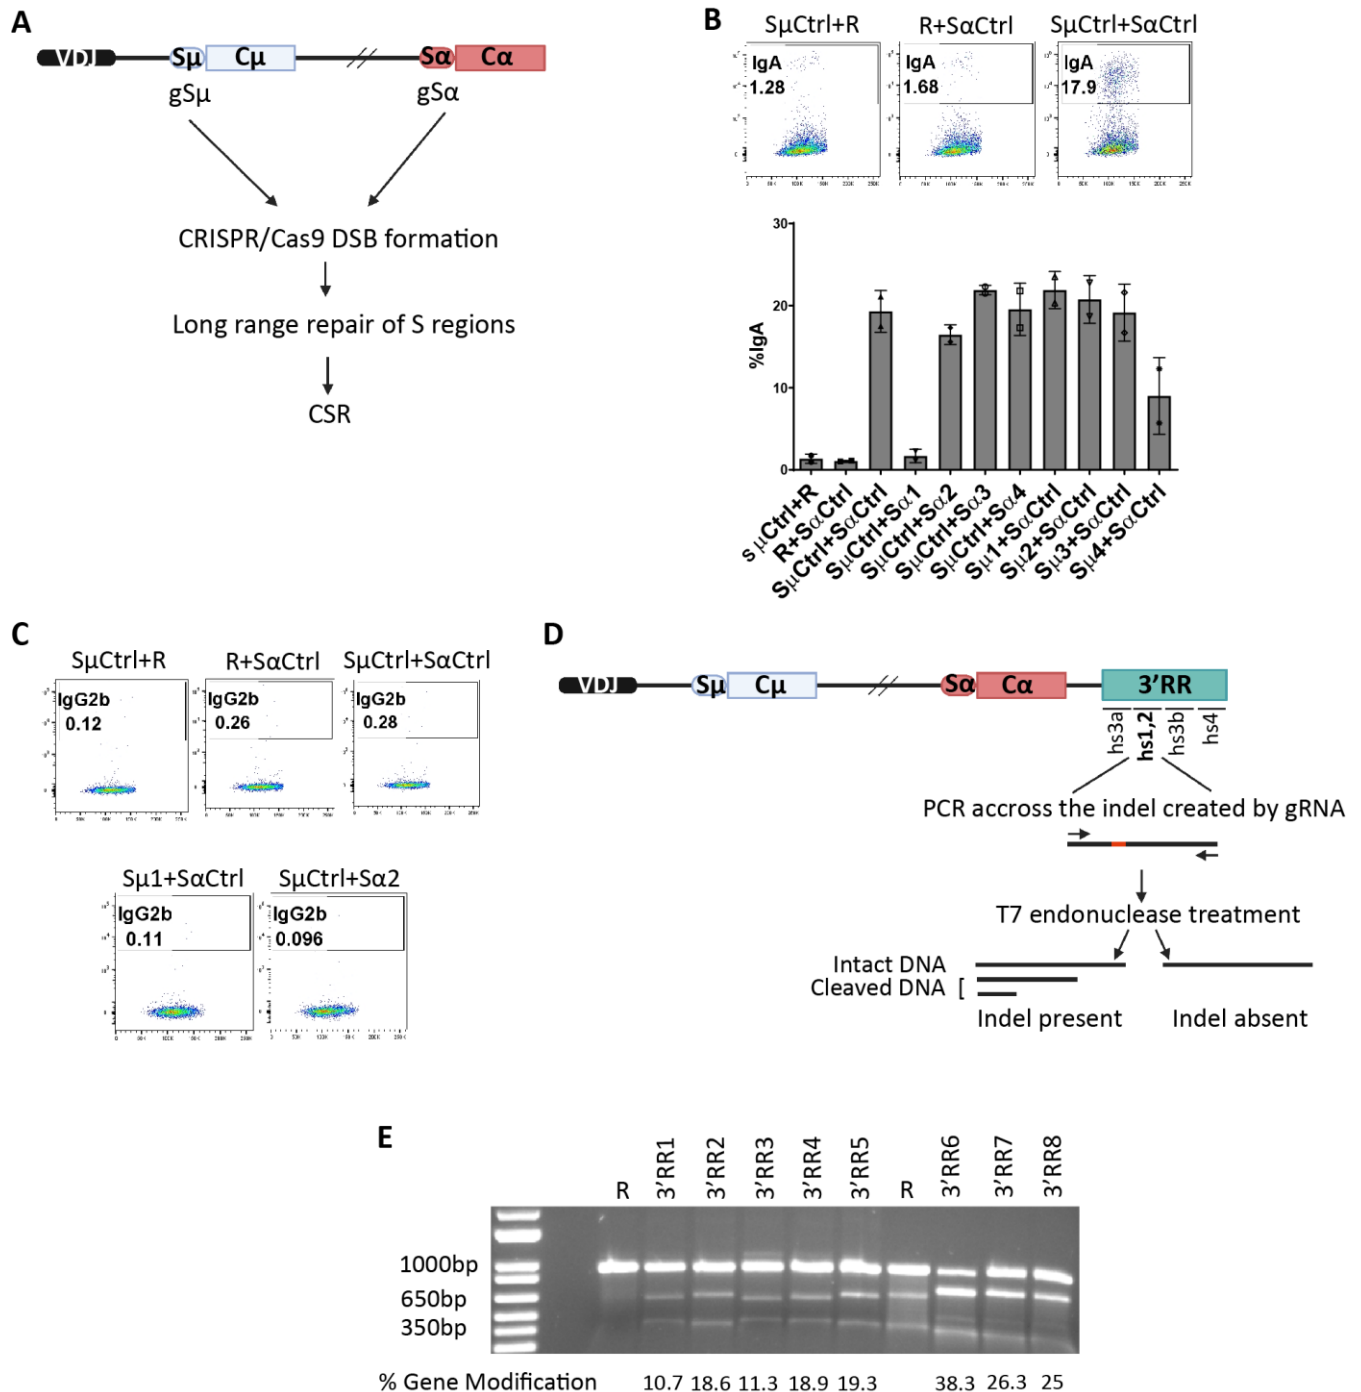 A
VDJ Sμ Cμ Sα Cα
gSμ gSα
CRISPR/Cas9 DSB formation
Long range repair of S regions
CSR
B
SμCtrl+R R+SαCtrl SμCtrl+SαCtrl
IgA IgA IgA
1.28 1.68 17.9
30
20
10
0
%IgA
s μCtrl+R
R+SαCtrl
SμCtrl+SαCtrl
SμCtrl+Sα1
SμCtrl+Sα2
SμCtrl+Sα3
SμCtrl+Sα4
Sμ1+SαCtrl
Sμ2+SαCtrl
Sμ3+SαCtrl
Sμ4+SαCtrl
C
SμCtrl+R R+SαCtrl SμCtrl+SαCtrl
IgG2b IgG2b IgG2b
0.12 0.26 0.28
Sμ1+SαCtrl SμCtrl+Sα2
IgG2b IgG2b
0.11 0.096
D
VDJ Sμ Cμ Sα Cα 3'RR
hs3a hs1,2 hs3b hs4
PCR accross the indel created by gRNA
T7 endonuclease treatment
Intact DNA
Cleaved DNA [
Indel present Indel absent
E
R 3'RR1 3'RR2 3'RR3 3'RR4 3'RR5 R 3'RR6 3'RR7 3'RR8
1000bp
650bp
350bp
% Gene Modification 10.7 18.6 11.3 18.9 19.3 38.3 26.3 25